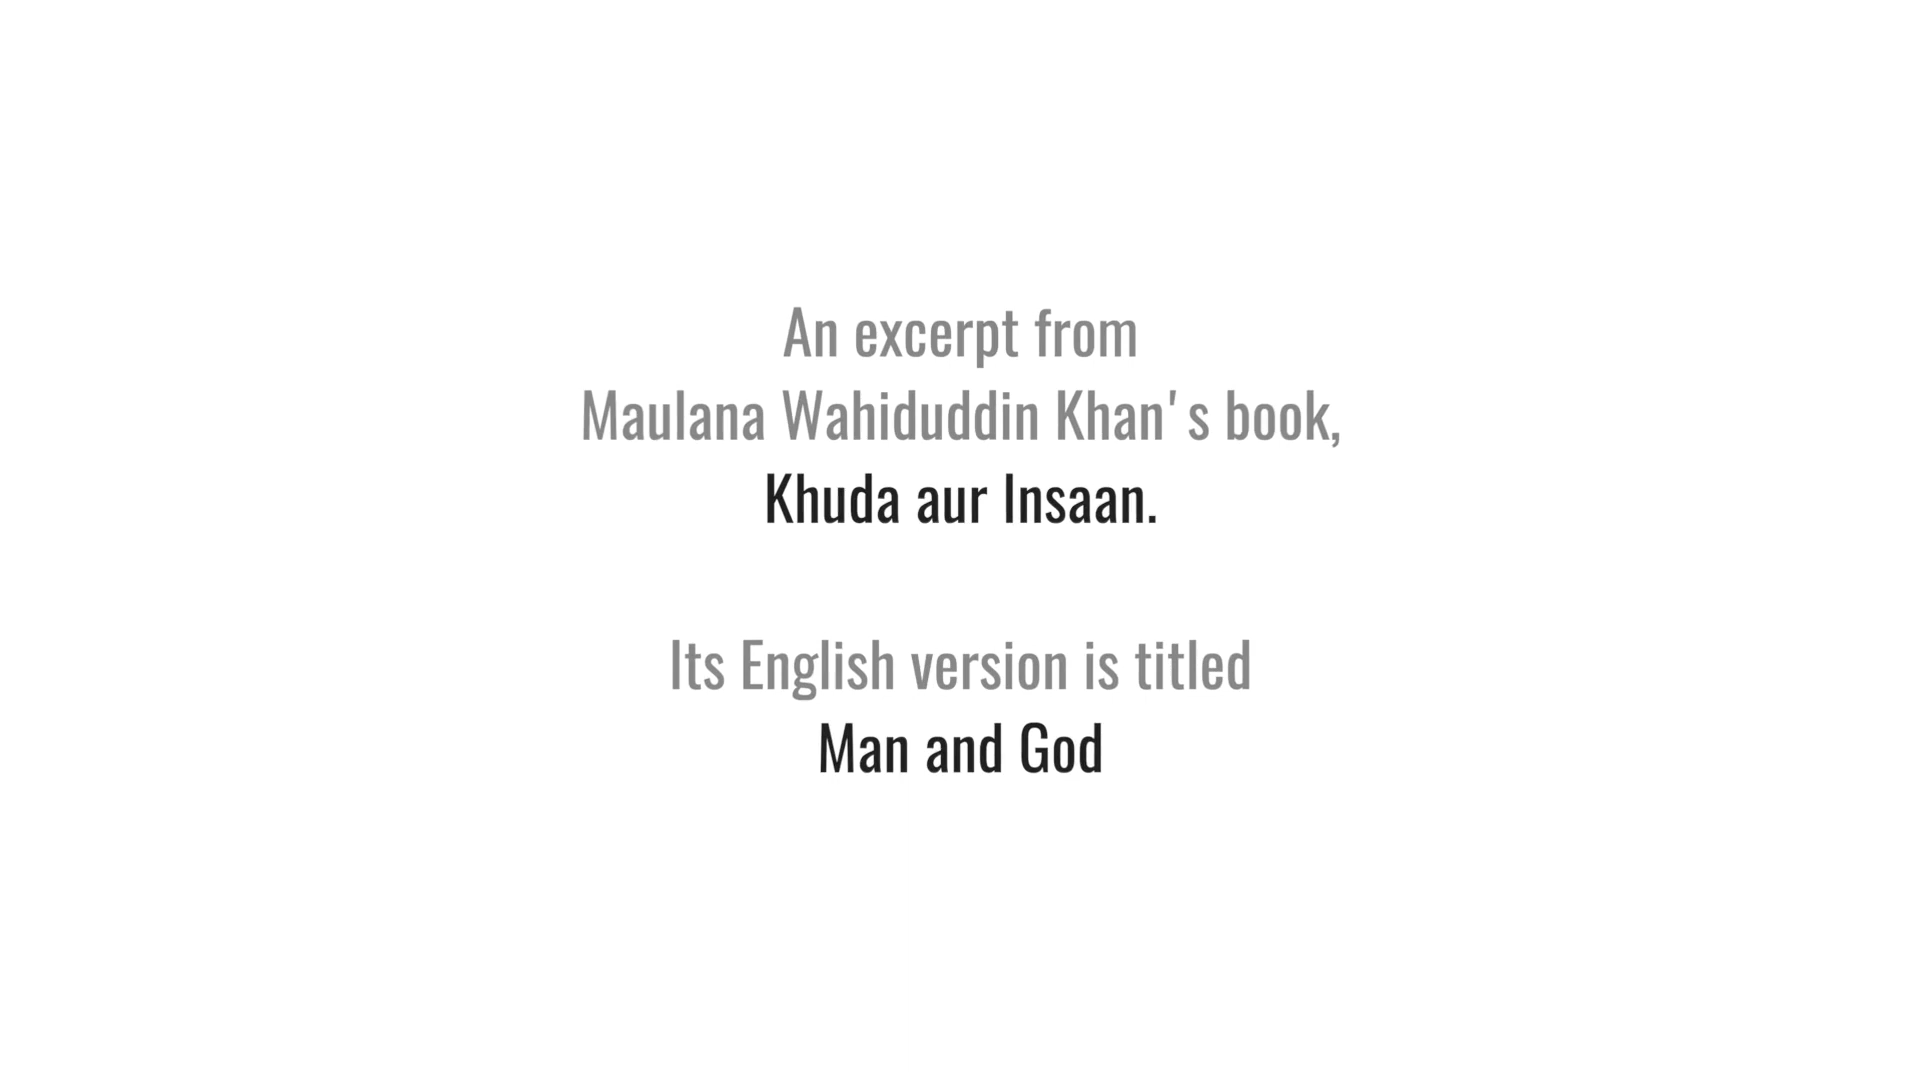 An excerpt from
Maulana Wahiduddin Khan's book,
Khuda aur Insaan.
Its English version is titled
Man and God